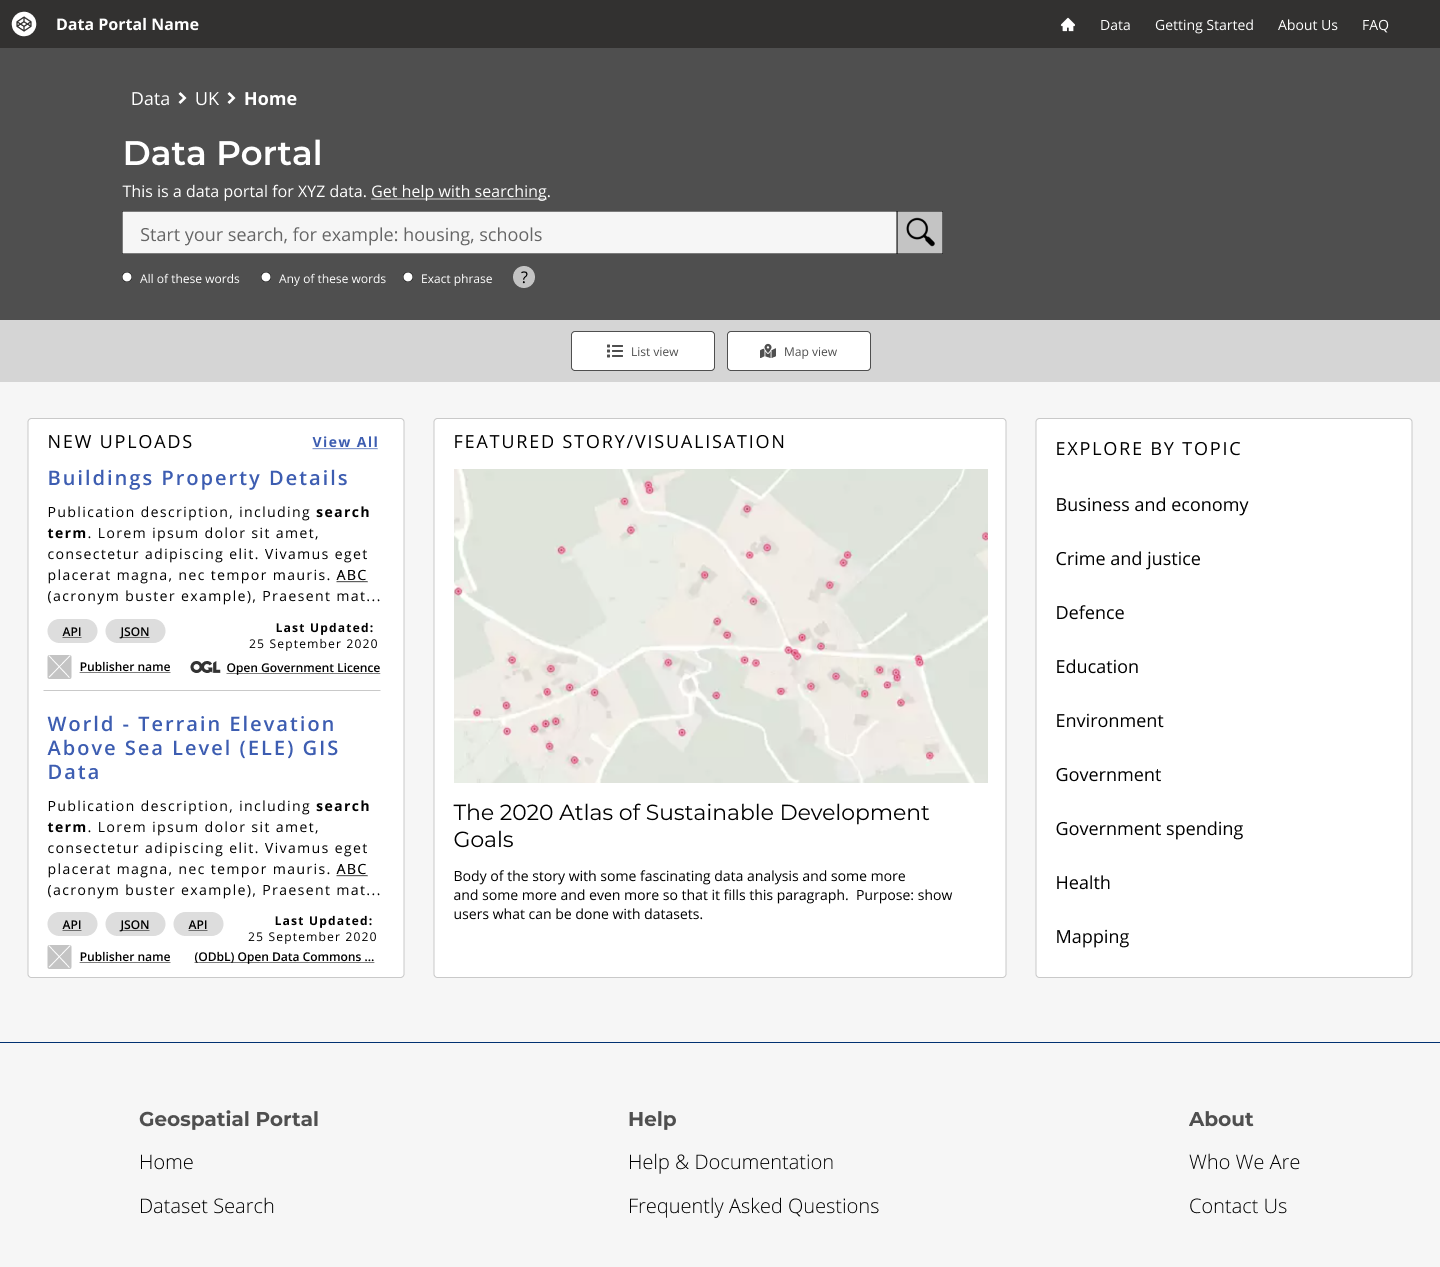 Data Portal Name
Data
Getting Started
About Us
FAQ
Data
UK
Home
Data Portal
This is a data portal for XYZ data. Get help with searching.
Start your search, for example: housing, schools
All of these words
Any of these words
Exact phrase
?
List view
Map view
NEW UPLOADS
View All
Buildings Property Details
Publication description, including search
term. Lorem ipsum dolor sit amet,
consectetur adipiscing elit. Vivamus eget
placerat magna, nec tempor mauris. ABC
(acronym buster example), Praesent mat...
API
JSON
Last Updated:
25 September 2020
Publisher name
OGL
Open Government Licence
World - Terrain Elevation
Above Sea Level (ELE) GIS
Data
Publication description, including search
term. Lorem ipsum dolor sit amet,
consectetur adipiscing elit. Vivamus eget
placerat magna, nec tempor mauris. ABC
(acronym buster example), Praesent mat...
API
JSON
API
Last Updated:
25 September 2020
Publisher name
(ODbL) Open Data Commons ...
FEATURED STORY/VISUALISATION
The 2020 Atlas of Sustainable Development
Goals
Body of the story with some fascinating data analysis and some more
and some more and even more so that it fills this paragraph.  Purpose: show
users what can be done with datasets.
EXPLORE BY TOPIC
Business and economy
Crime and justice
Defence
Education
Environment
Government
Government spending
Health
Mapping
Geospatial Portal
Home
Dataset Search
Help
Help & Documentation
Frequently Asked Questions
About
Who We Are
Contact Us